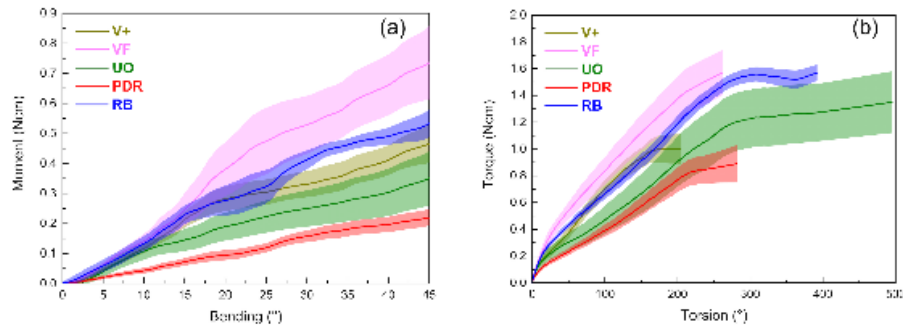 (a)
V+
VF
UO
PDR
RB
Moment (Ncm)
0.9
0.8
0.7
0.6
0.5
0.4
0.3
0.2
0.1
0.0
0 5 10 15 20 25 30 35 40 45
Bending (°)
(b)
V+
VF
UO
PDR
RB
Torque (Ncm)
2.0
1.8
1.6
1.4
1.2
1.0
0.8
0.6
0.4
0.2
0.0
0 100 200 300 400 500
Torsion (°)